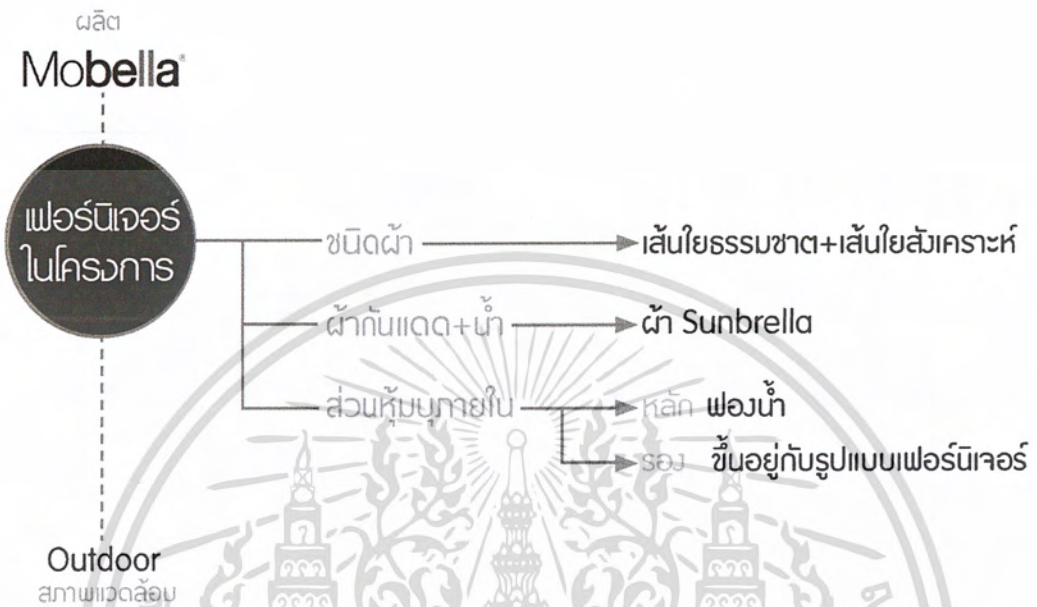 ผลิต
Mobella®
เฟอร์นิเจอร์
ในโครงการ
ชนิดผ้า
เส้นใยธรรมชาต+เส้นใยสังเคราะห์
ผ้ากันแดด+น้ำ
ผ้า Sunbrella
ส่วนหุ้มบุภายใน
หลัก ฟองน้ำ
รอง ขึ้นอยู่กับรูปแบบเฟอร์นิเจอร์
Outdoor
สภาพแวดล้อม